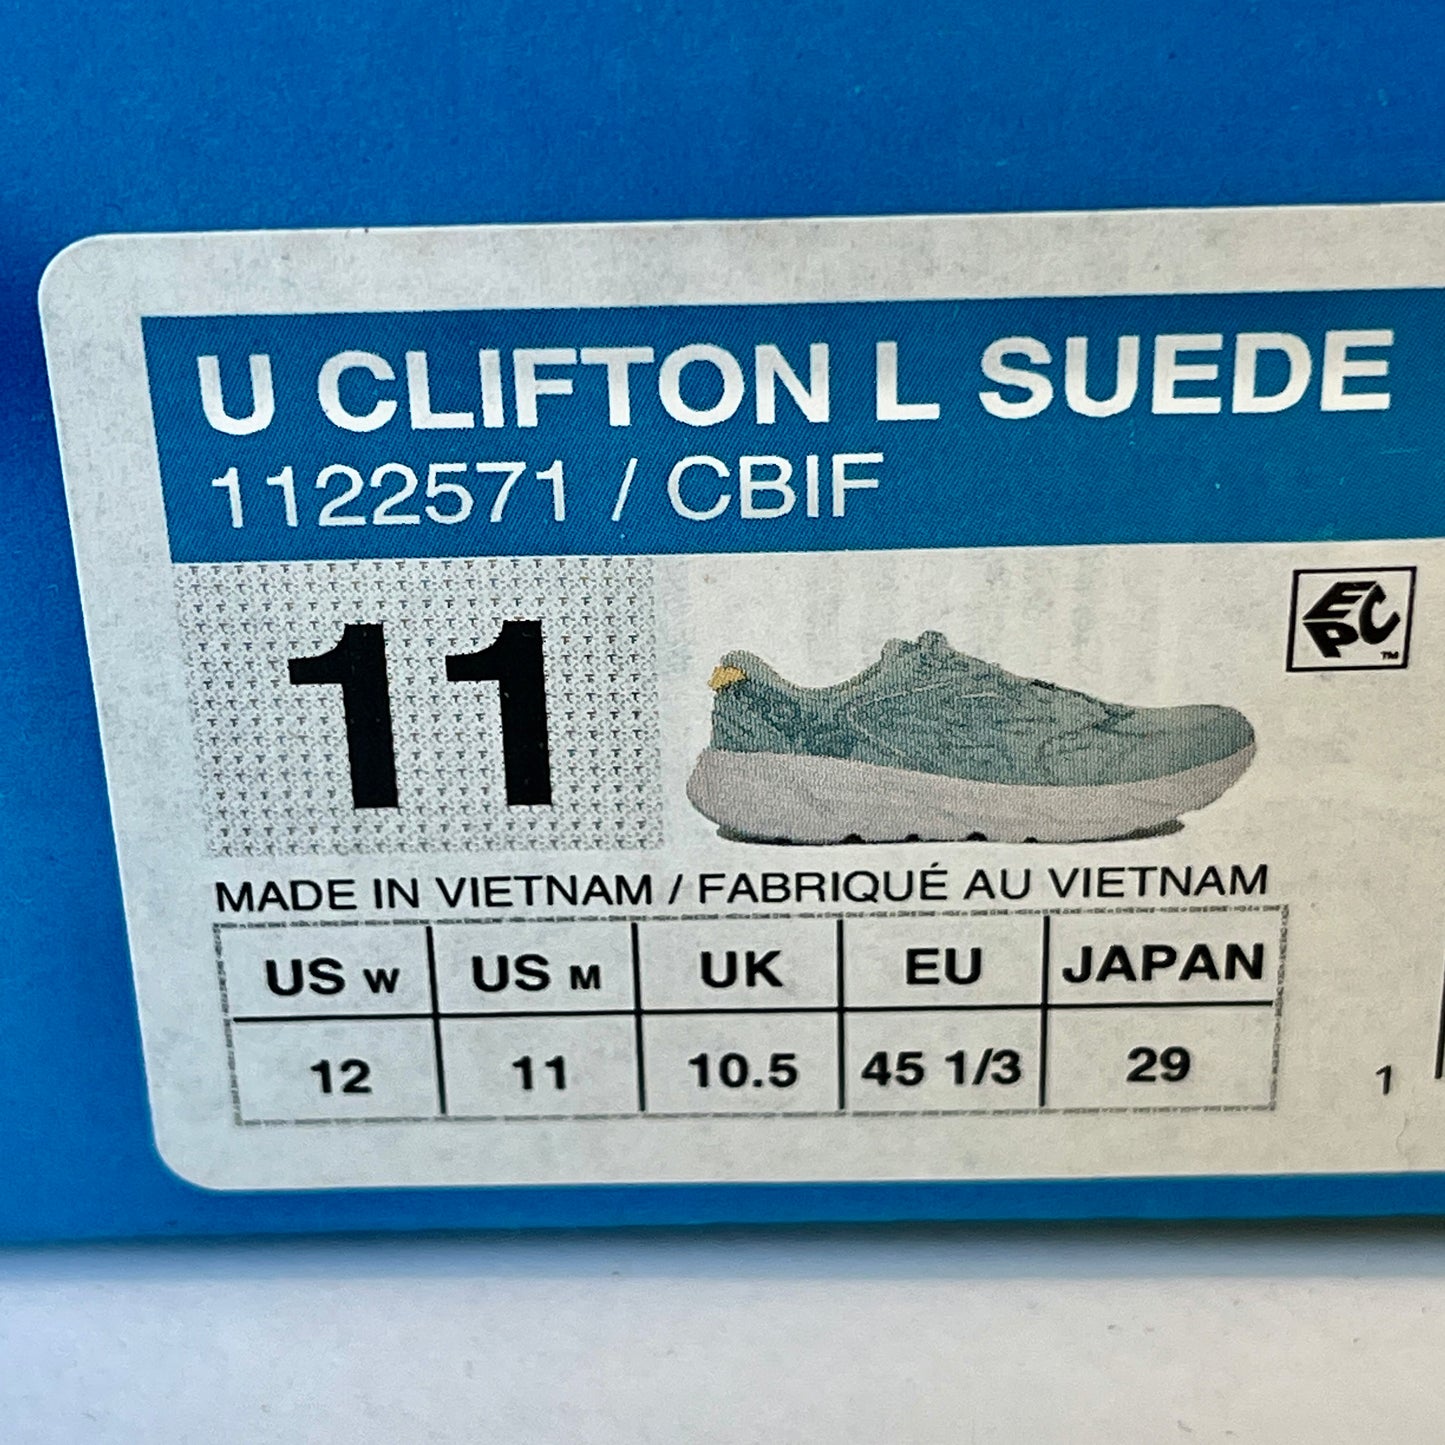 U CLIFTON L SUEDE
1122571 / CBIF
11
EPC™
MADE IN VIETNAM / FABRIQUÉ AU VIETNAM
US W US M UK EU JAPAN
12 11 10.5 45 1/3 29
1